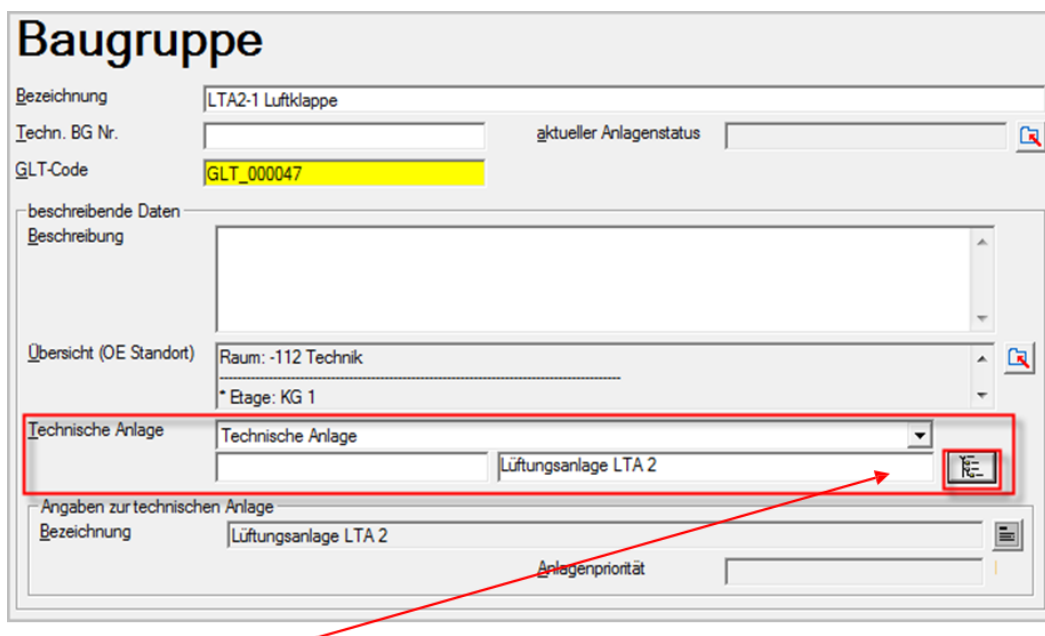 Baugruppe
Bezeichnung LTA2-1 Luftklappe
Techn. BG Nr. aktueller Anlagenstatus
GLT-Code GLT_000047
beschreibende Daten
Beschreibung
Übersicht (OE Standort) Raum: -112 Technik
* Etage: KG 1
Technische Anlage Technische Anlage
Lüftungsanlage LTA 2
Angaben zur technischen Anlage
Bezeichnung Lüftungsanlage LTA 2
Anlagenpriorität